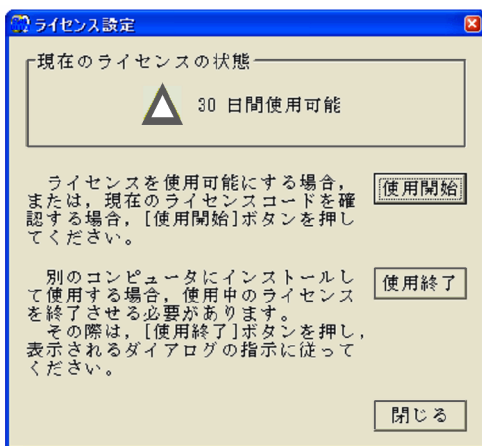 ライセンス設定
現在のライセンスの状態
30 日間使用可能
ライセンスを使用可能にする場合,
または, 現在のライセンスコードを確
認する場合, [使用開始]ボタンを押し
てください。
使用開始
別のコンピュータにインストールし
て使用する場合, 使用中のライセンス
を終了させる必要があります。
その際は, [使用終了]ボタンを押し,
表示されるダイアログの指示に従って
ください。
使用終了
閉じる